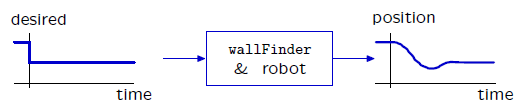 desired
time
wallFinder
& robot
position
time